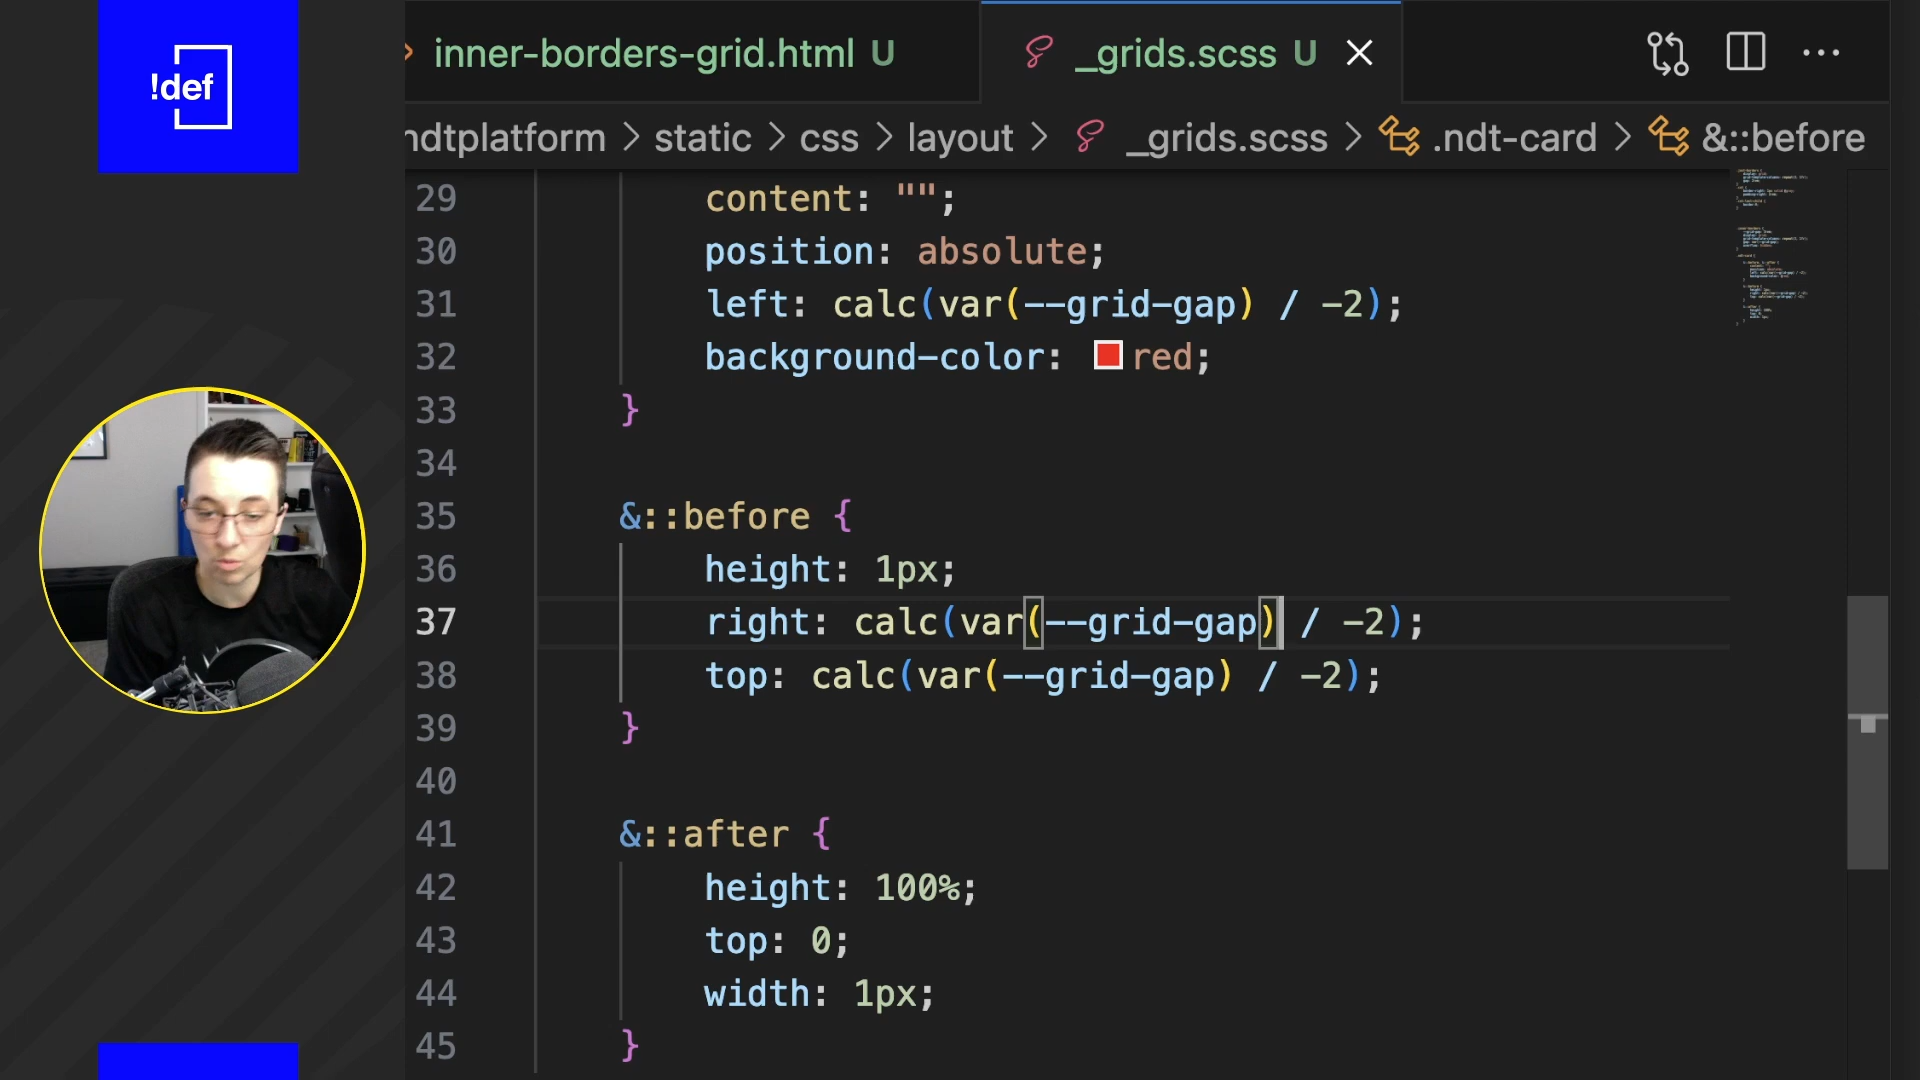 !def
inner-borders-grid.html U
_grids.scss U
ndtplatform > static > css > layout > _grids.scss > .ndt-card > &::before
29 content: "";
30 position: absolute;
31 left: calc(var(--grid-gap) / -2);
32 background-color: red;
33 }
34
35 &::before {
36 height: 1px;
37 right: calc(var(--grid-gap) / -2);
38 top: calc(var(--grid-gap) / -2);
39 }
40
41 &::after {
42 height: 100%;
43 top: 0;
44 width: 1px;
45 }